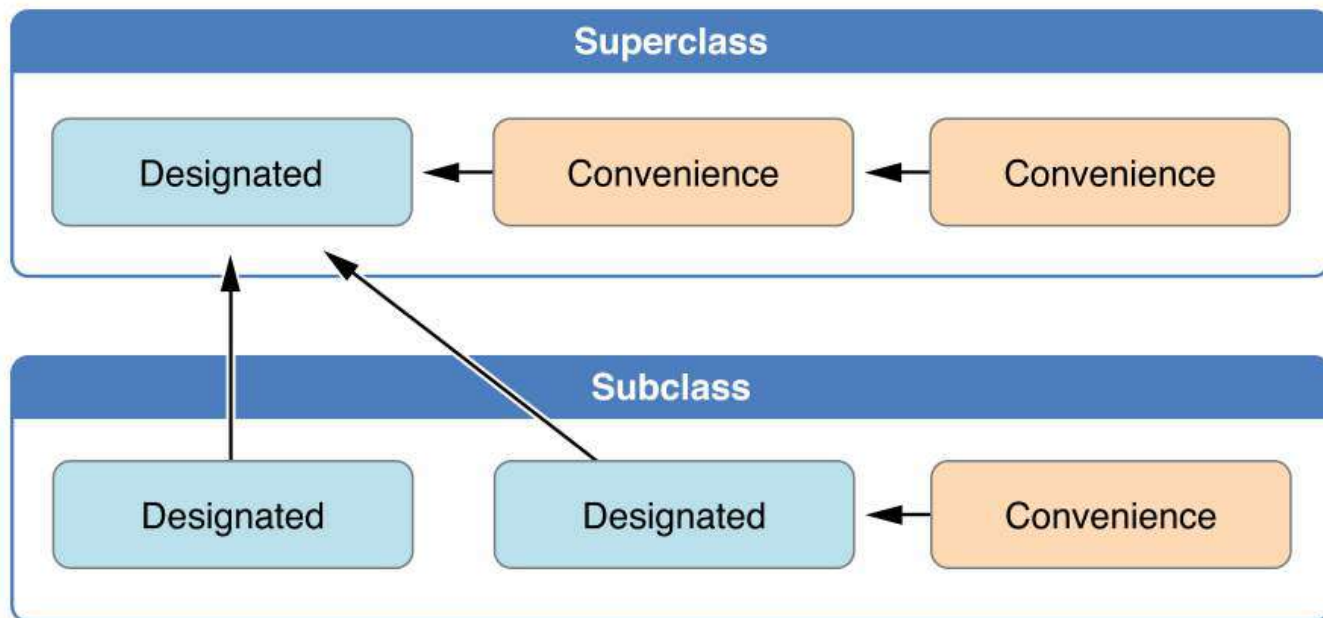 Superclass
Designated
Convenience
Convenience
Subclass
Designated
Designated
Convenience